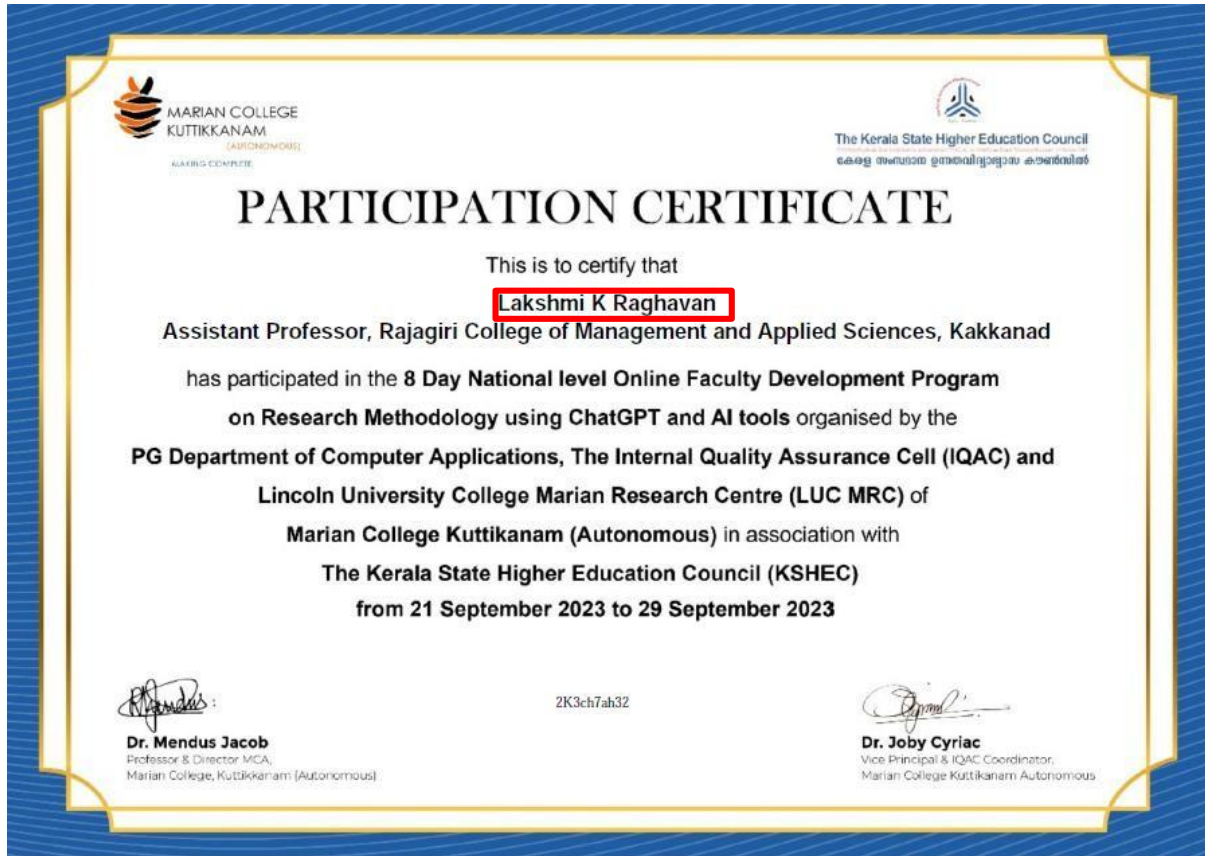 MARIAN COLLEGE
KUTTIKKANAM
(AUTONOMOUS)
MAKING COMPLETE
The Kerala State Higher Education Council
കേരള സംസ്ഥാന ഉന്നതവിദ്യാഭ്യാസ കൗൺസിൽ
PARTICIPATION CERTIFICATE
This is to certify that
Lakshmi K Raghavan
Assistant Professor, Rajagiri College of Management and Applied Sciences, Kakkanad
has participated in the 8 Day National level Online Faculty Development Program
on Research Methodology using ChatGPT and AI tools organised by the
PG Department of Computer Applications, The Internal Quality Assurance Cell (IQAC) and
Lincoln University College Marian Research Centre (LUC MRC) of
Marian College Kuttikanam (Autonomous) in association with
The Kerala State Higher Education Council (KSHEC)
from 21 September 2023 to 29 September 2023
2K3ch7ah32
Dr. Mendus Jacob
Professor & Director MCA,
Marian College, Kuttikkanam (Autonomous)
Dr. Joby Cyriac
Vice Principal & IQAC Coordinator,
Marian College Kuttikanam Autonomous